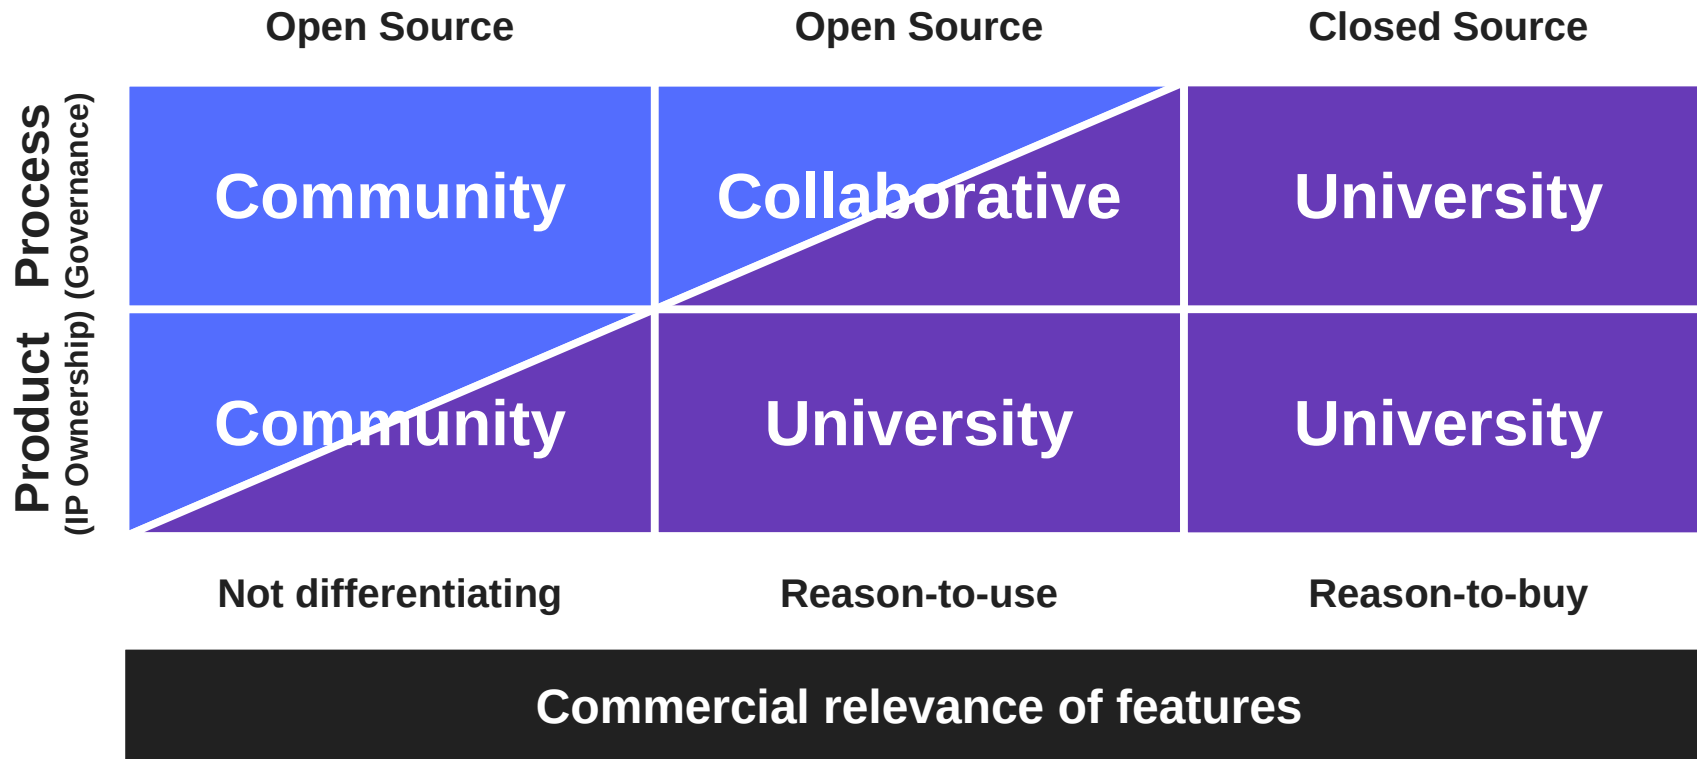 Open Source Open Source Closed Source
Process
(Governance)
Community Collaborative University
Product
(IP Ownership)
Community University University
Not differentiating Reason-to-use Reason-to-buy
Commercial relevance of features